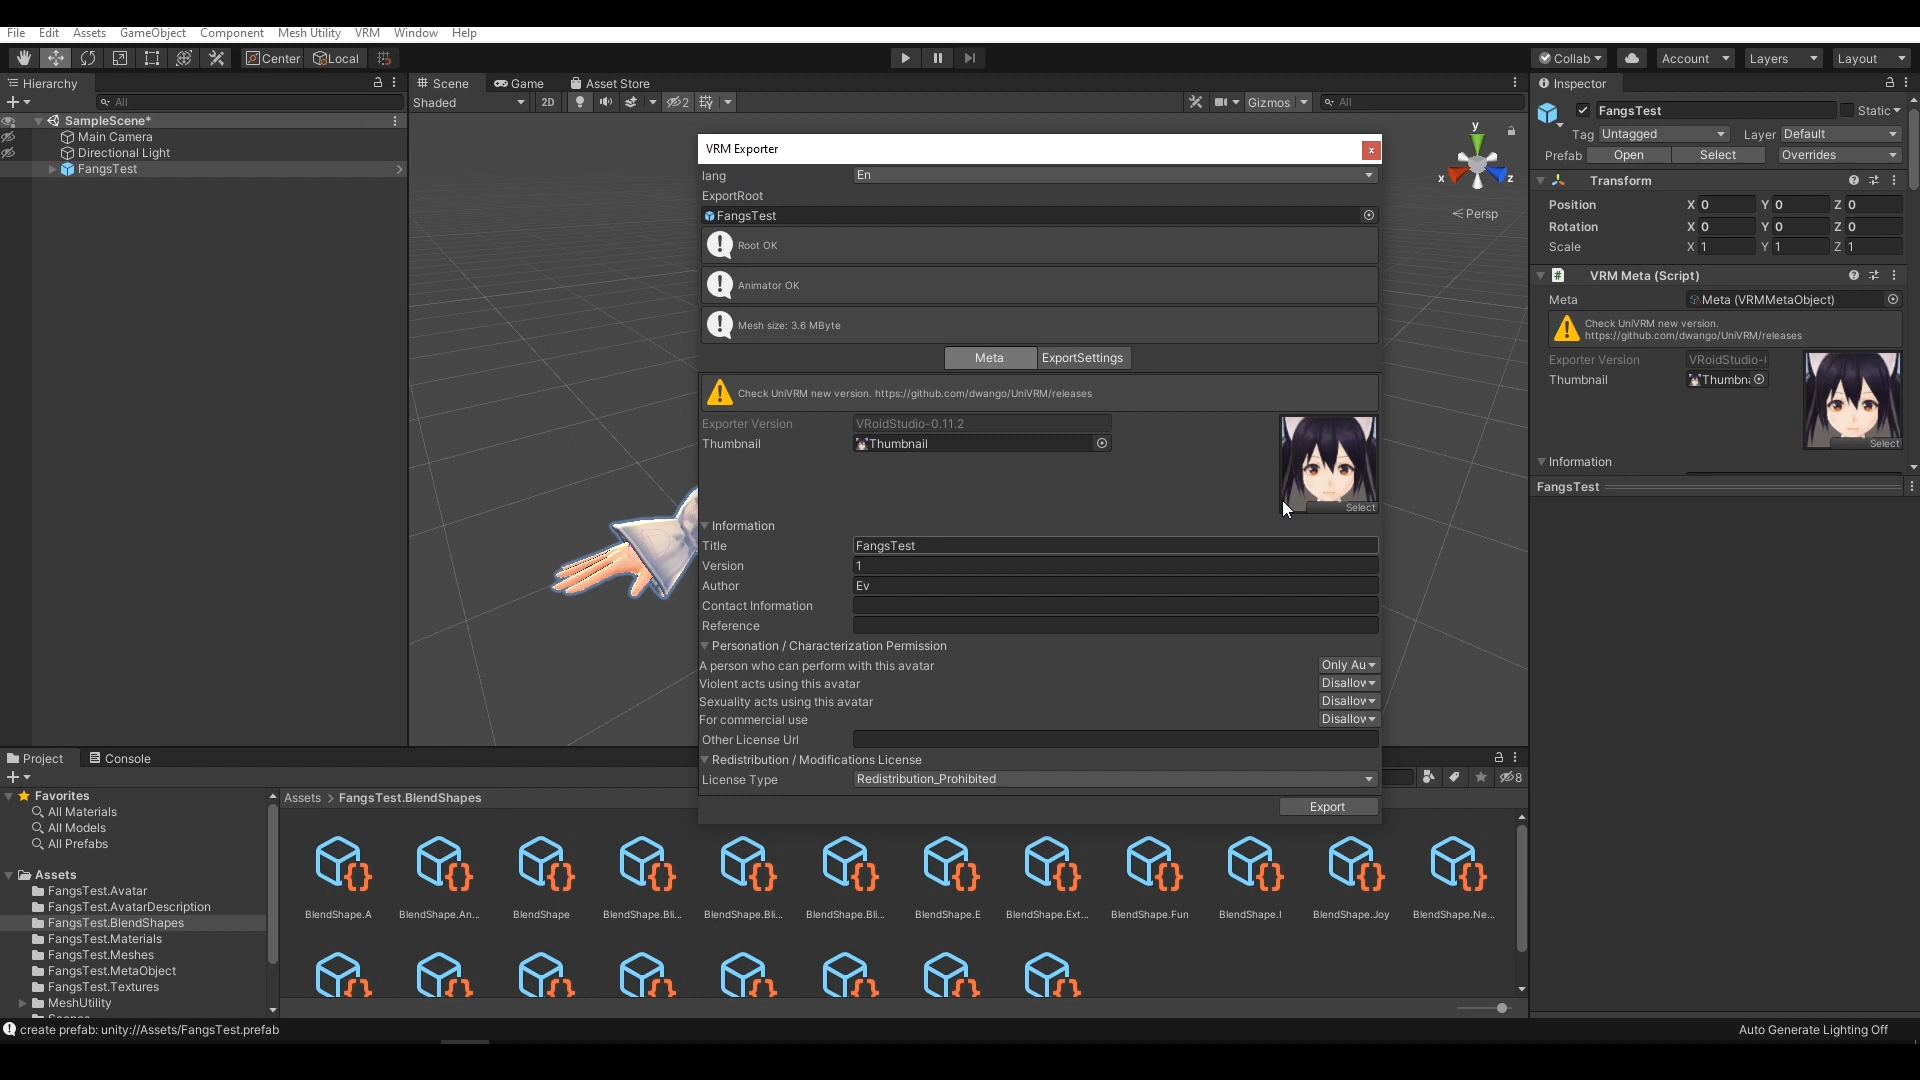 File Edit Assets GameObject Component Mesh Utility VRM Window Help
Center Local Collab Account Layers Layout
Hierarchy
All
SampleScene*
Main Camera
Directional Light
FangsTest
Scene Game Asset Store
Shaded 2D 2 Gizmos All
y
x z
Persp
VRM Exporter x
lang En
ExportRoot
FangsTest
Root OK
Animator OK
Mesh size: 3.6 MByte
Meta ExportSettings
Check UniVRM new version. https://github.com/dwango/UniVRM/releases
Exporter Version VRoidStudio-0.11.2
Thumbnail Thumbnail
Select
Information
Title FangsTest
Version 1
Author Ev
Contact Information
Reference
Personation / Characterization Permission
A person who can perform with this avatar Only Au
Violent acts using this avatar Disallow
Sexuality acts using this avatar Disallow
For commercial use Disallow
Other License Url
Redistribution / Modifications License
License Type Redistribution_Prohibited
Export
Inspector
FangsTest Static
Tag Untagged Layer Default
Prefab Open Select Overrides
Transform
Position X 0 Y 0 Z 0
Rotation X 0 Y 0 Z 0
Scale X 1 Y 1 Z 1
# VRM Meta (Script)
Meta Meta (VRMMetaObject)
Check UniVRM new version.
https://github.com/dwango/UniVRM/releases
Exporter Version VRoidStudio-
Thumbnail Thumbn
Select
Information
FangsTest
Project Console
8
Favorites
All Materials
All Models
All Prefabs
Assets
FangsTest.Avatar
FangsTest.AvatarDescription
FangsTest.BlendShapes
FangsTest.Materials
FangsTest.Meshes
FangsTest.MetaObject
FangsTest.Textures
MeshUtility
Assets > FangsTest.BlendShapes
BlendShape.A BlendShape.An... BlendShape BlendShape.Bli... BlendShape.Bli... BlendShape.Bli... BlendShape.E BlendShape.Ext... BlendShape.Fun BlendShape.I BlendShape.Joy BlendShape.Ne...
create prefab: unity://Assets/FangsTest.prefab
Auto Generate Lighting Off